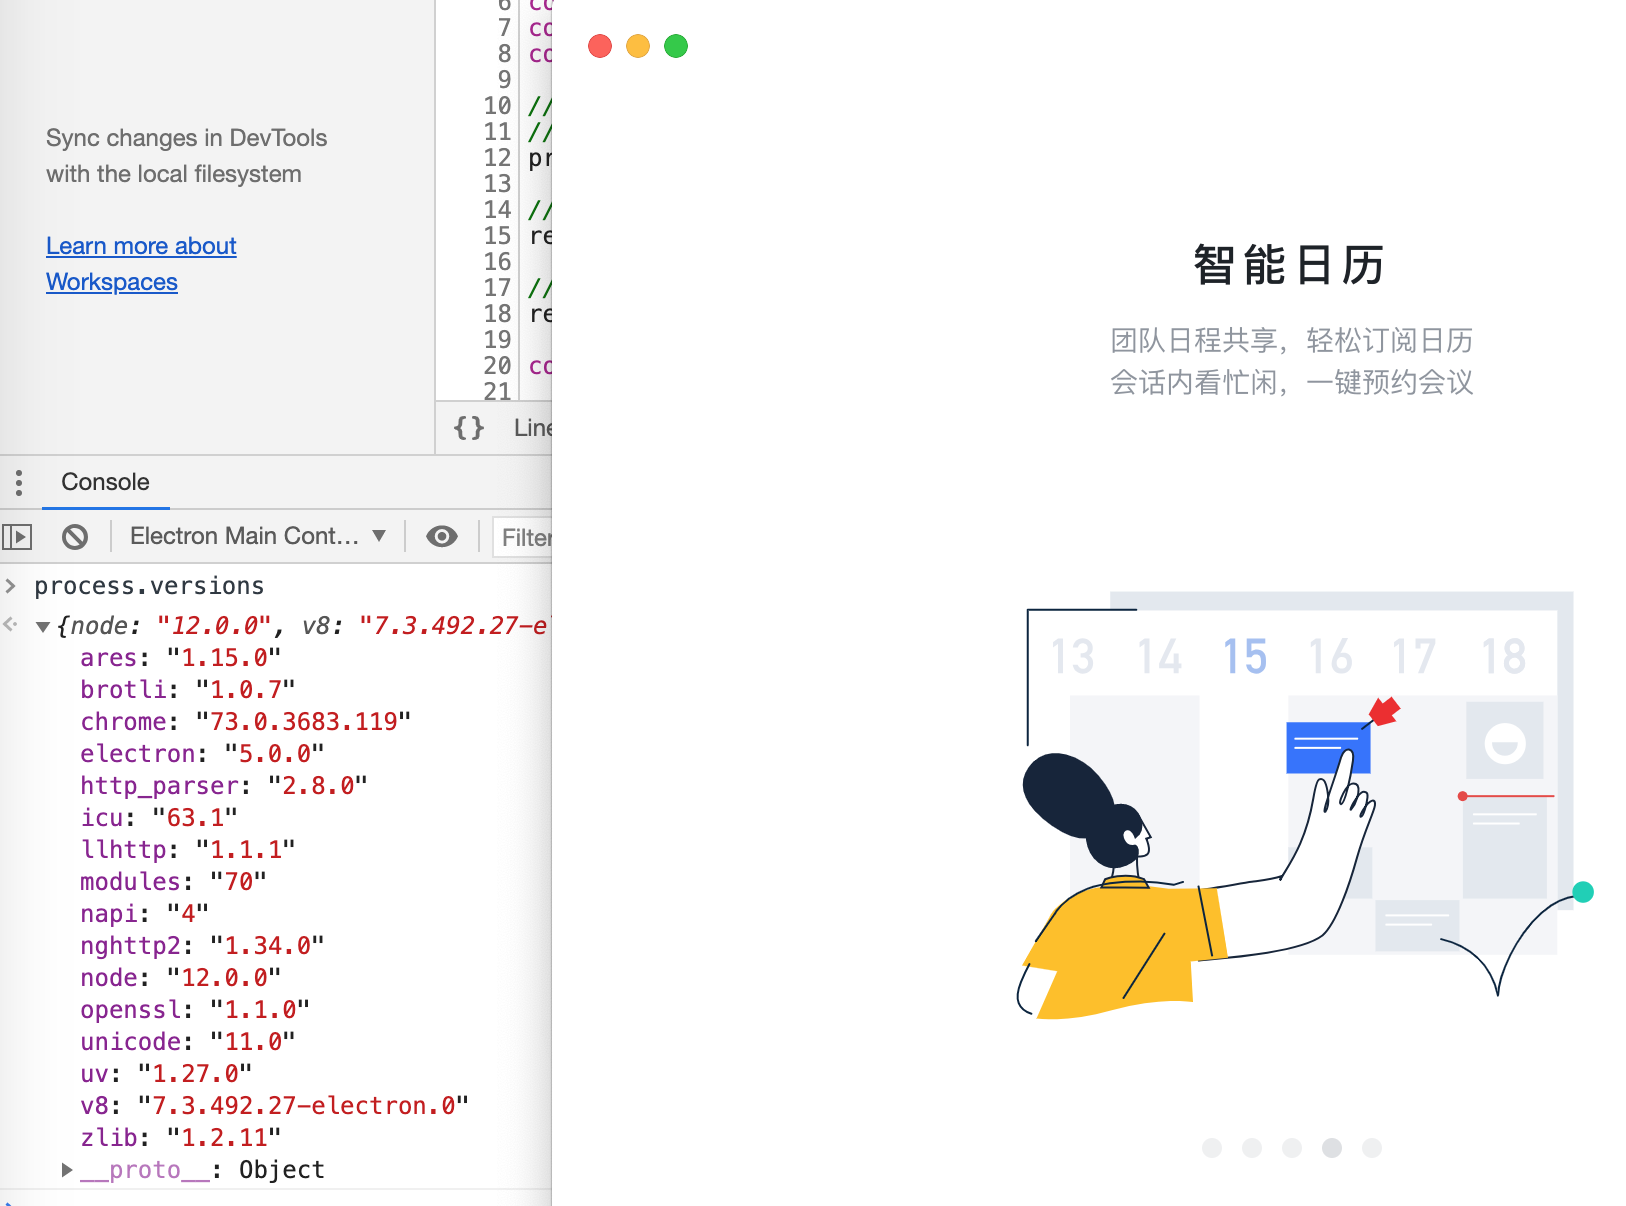 Sync changes in DevTools
with the local filesystem
Learn more about
Workspaces
6 co
7 co
8 co
9
10 //
11 //
12 pr
13
14 //
15 re
16
17 //
18 re
19
20 co
21
{} Line
Console
Electron Main Cont... ▼
Filter
> process.versions
{node: "12.0.0", v8: "7.3.492.27-e
ares: "1.15.0"
brotli: "1.0.7"
chrome: "73.0.3683.119"
electron: "5.0.0"
http_parser: "2.8.0"
icu: "63.1"
llhttp: "1.1.1"
modules: "70"
napi: "4"
nghttp2: "1.34.0"
node: "12.0.0"
openssl: "1.1.0"
unicode: "11.0"
uv: "1.27.0"
v8: "7.3.492.27-electron.0"
zlib: "1.2.11"
__proto__: Object
智能日历
团队日程共享，轻松订阅日历
会话内看忙闲，一键预约会议
13 14 15 16 17 18